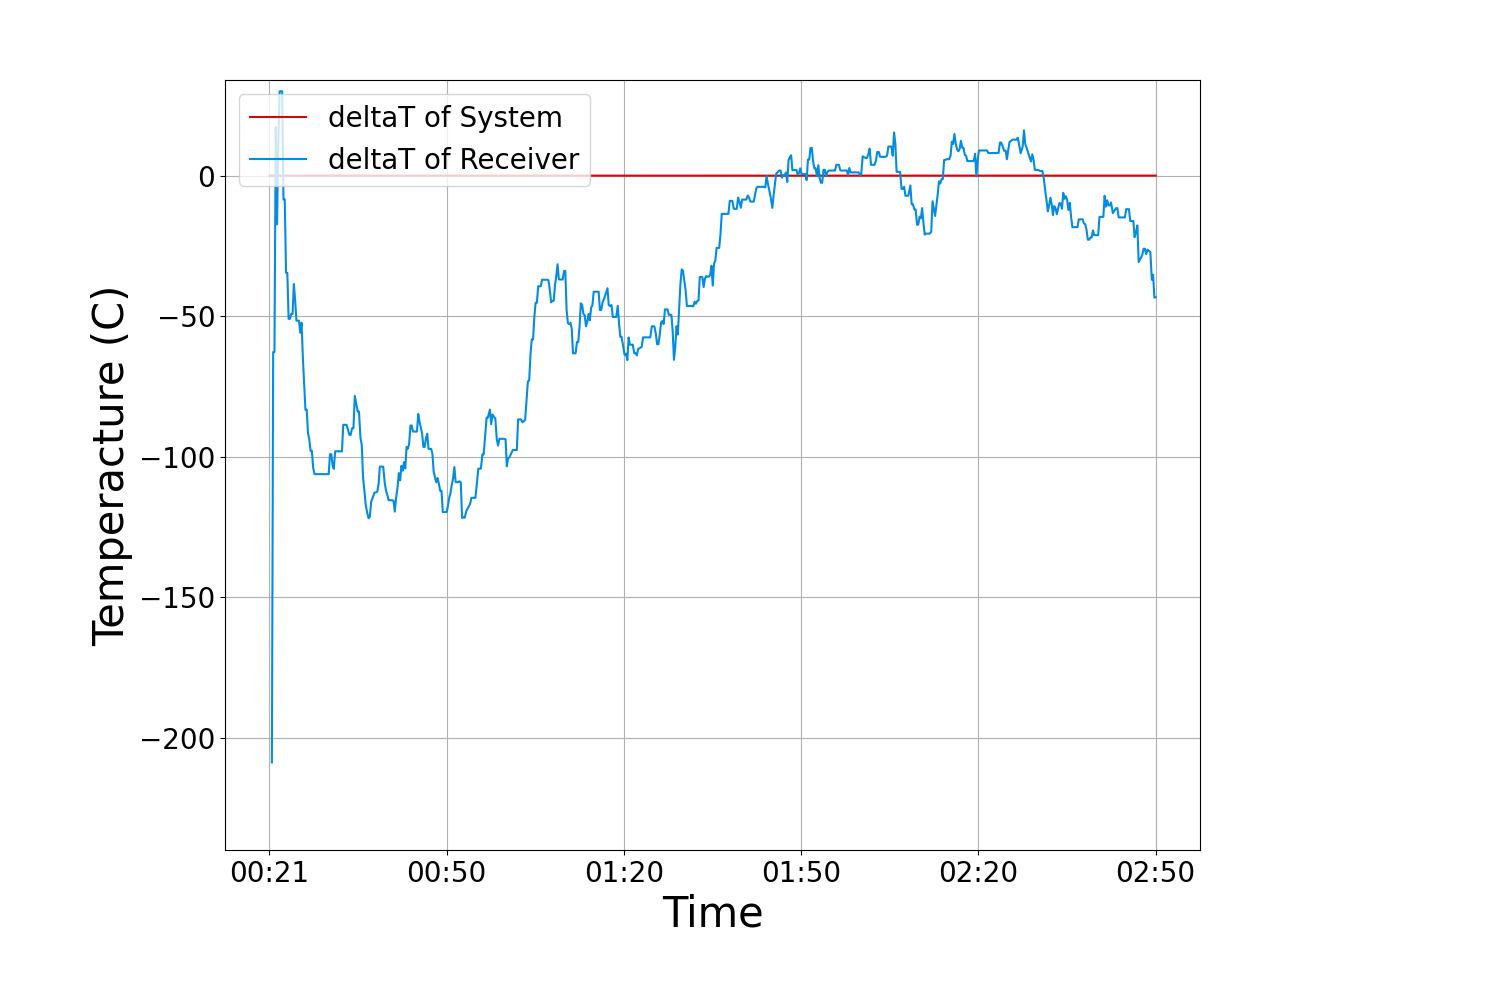 deltaT of System
deltaT of Receiver
Temperacture (C)
0
−50
−100
−150
−200
00:21 00:50 01:20 01:50 02:20 02:50
Time